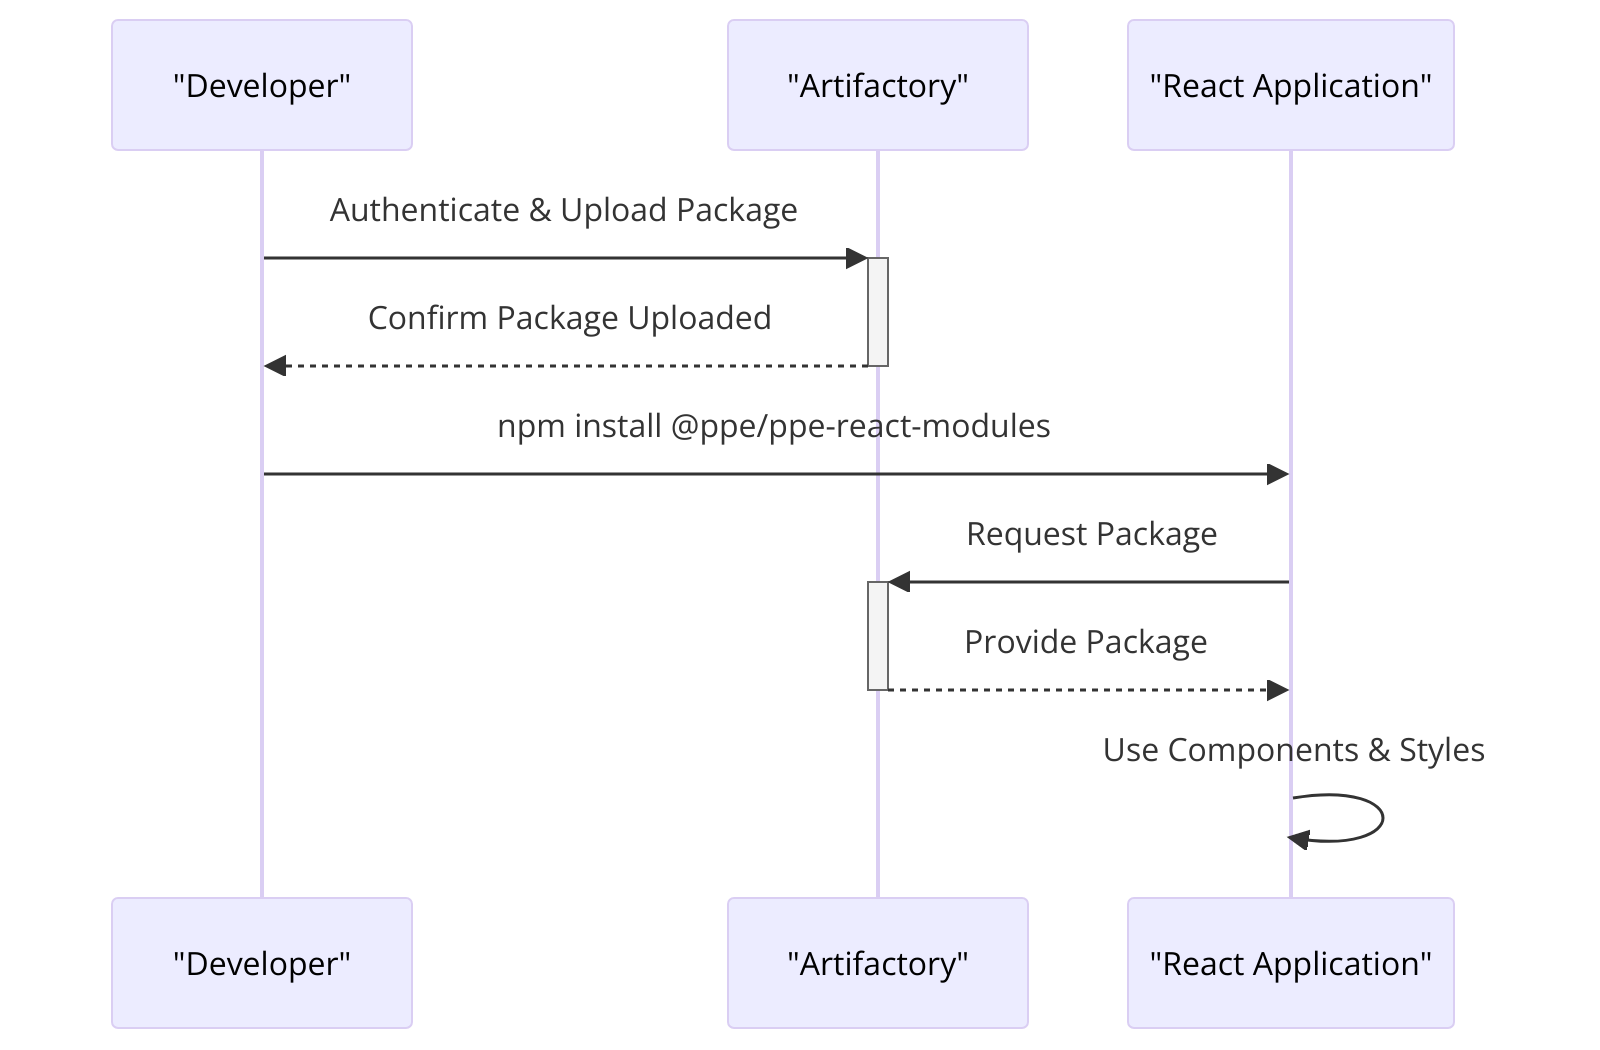 "Developer"
"Artifactory"
"React Application"
Authenticate & Upload Package
Confirm Package Uploaded
npm install @ppe/ppe-react-modules
Request Package
Provide Package
Use Components & Styles
"Developer"
"Artifactory"
"React Application"